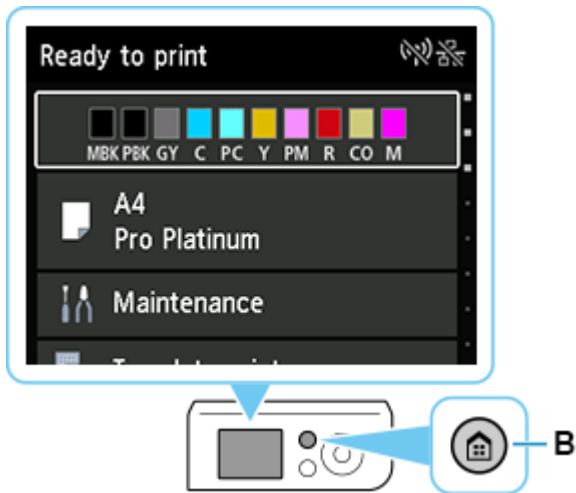 Ready to print
MBK PBK GY C PC Y PM R CO M
A4
Pro Platinum
Maintenance
B